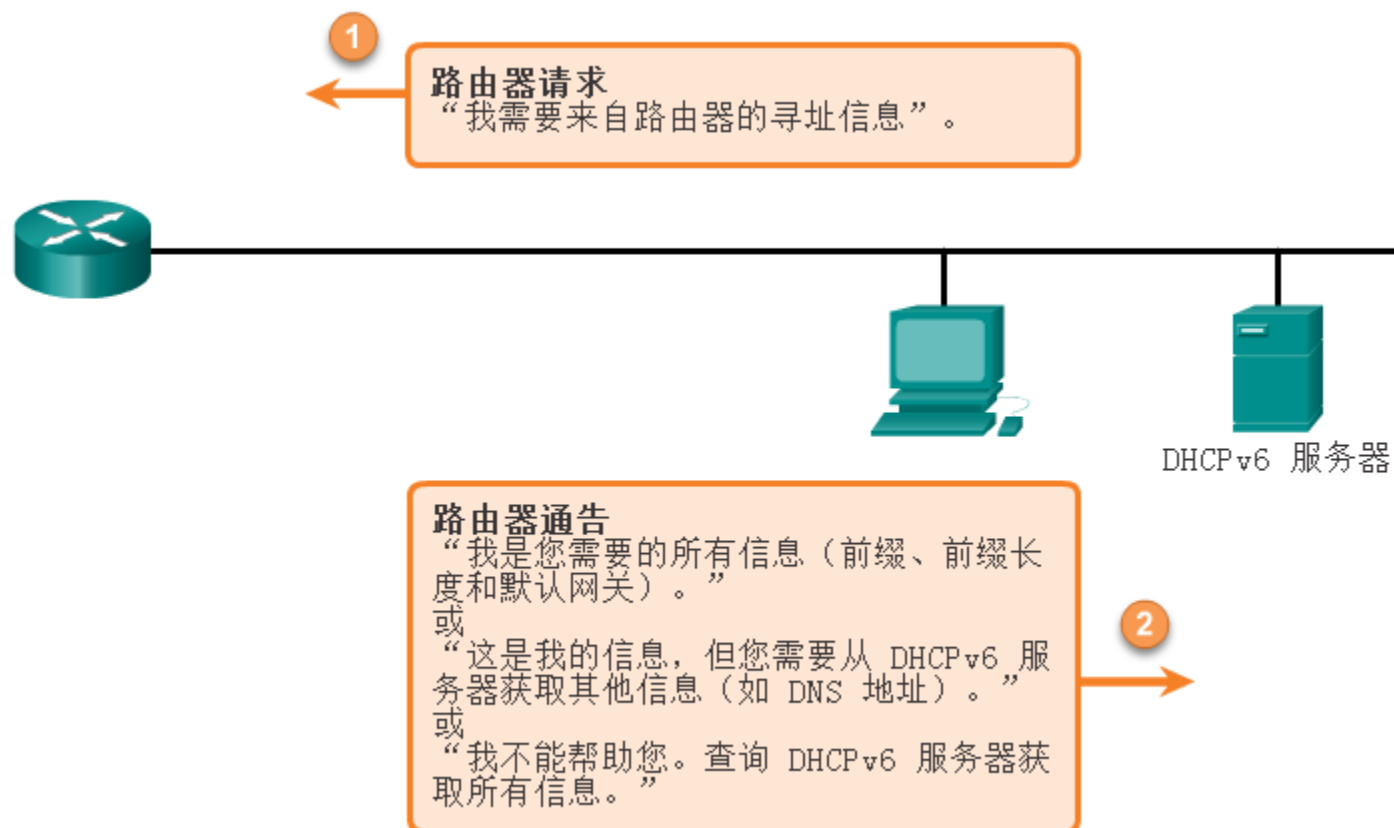 1
路由器请求
“我需要来自路由器的寻址信息”。
DHCPv6 服务器
路由器通告
“我是您需要的所有信息（前缀、前缀长
度和默认网关）。”
或
“这是我的信息，但您需要从 DHCPv6 服
务器获取其他信息（如 DNS 地址）。”
或
“我不能帮助您。查询 DHCPv6 服务器获
取所有信息。”
2